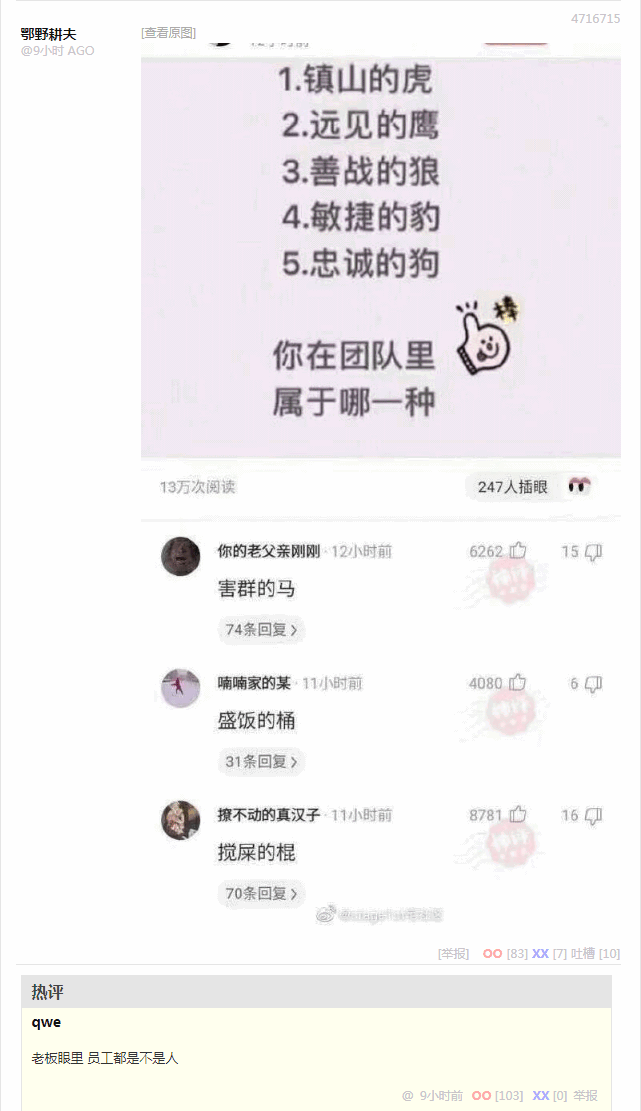 4716715
鄂野耕夫
[查看原图]
@9小时 AGO
1.镇山的虎
2.远见的鹰
3.善战的狼
4.敏捷的豹
5.忠诚的狗
棒
你在团队里
属于哪一种
13万次阅读
247人插眼
你的老父亲刚刚 · 12小时前
6262
15
害群的马
74条回复
喃喃家的某 · 11小时前
4080
6
盛饭的桶
31条回复
撩不动的真汉子 · 11小时前
8781
16
搅屎的棍
70条回复
[举报] OO [83] XX [7] 吐槽 [10]
热评
qwe
老板眼里 员工都是不是人
@ 9小时前 OO [103] XX [0] 举报